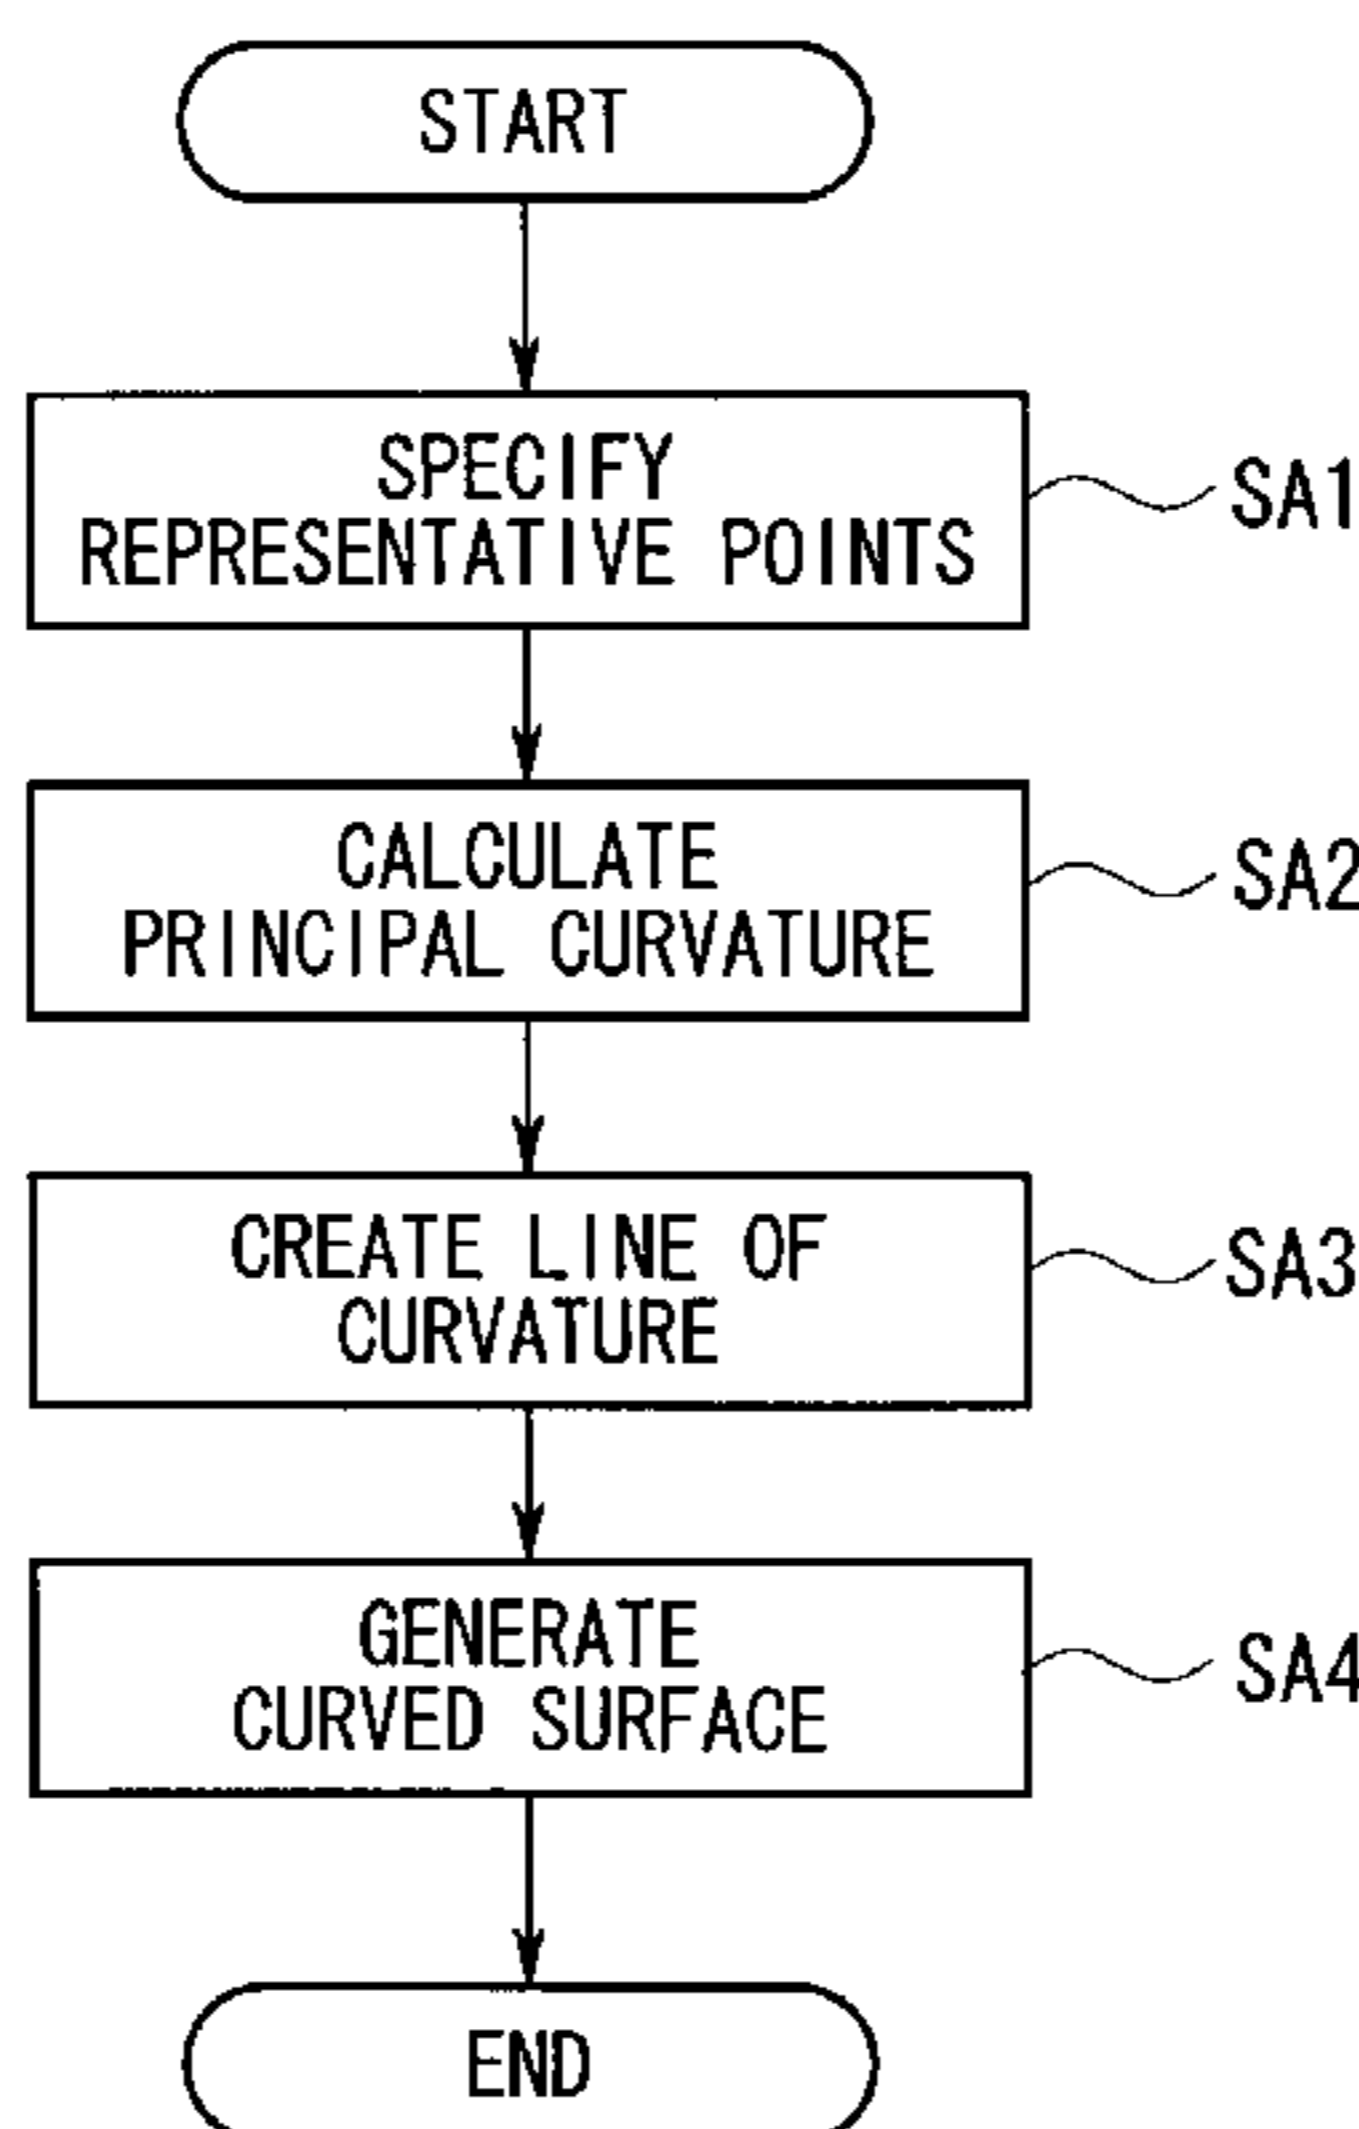 START
SPECIFY
REPRESENTATIVE POINTS
SA1
CALCULATE
PRINCIPAL CURVATURE
SA2
CREATE LINE OF
CURVATURE
SA3
GENERATE
CURVED SURFACE
SA4
END